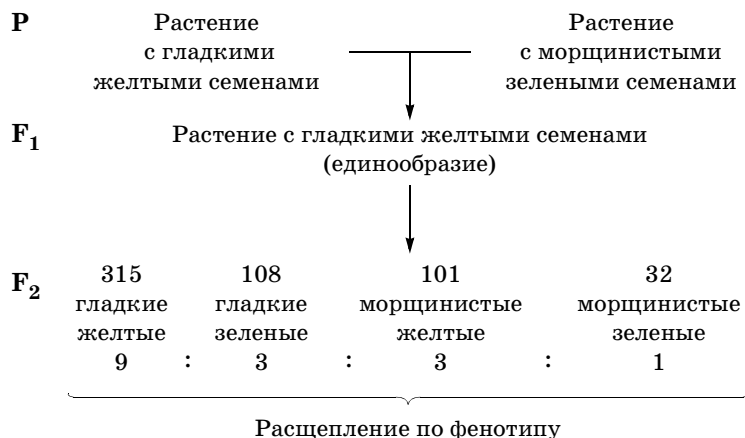 P Растение Растение
с гладкими с морщинистыми
желтыми семенами зелеными семенами
F1 Растение с гладкими желтыми семенами
(единообразие)
F2 315 108 101 32
гладкие гладкие морщинистые морщинистые
желтые зеленые желтые зеленые
9 : 3 : 3 : 1
Расщепление по фенотипу